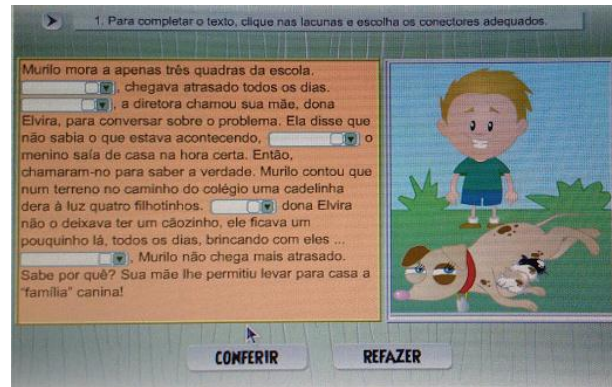 1. Para completar o texto, clique nas lacunas e escolha os conectores adequados.
Murilo mora a apenas três quadras da escola.
, chegava atrasado todos os dias.
, a diretora chamou sua mãe, dona
Elvira, para conversar sobre o problema. Ela disse que
não sabia o que estava acontecendo, o
menino saía de casa na hora certa. Então,
chamaram-no para saber a verdade. Murilo contou que
num terreno no caminho do colégio uma cadelinha
dera à luz quatro filhotinhos. dona Elvira
não o deixava ter um cãozinho, ele ficava um
pouquinho lá, todos os dias, brincando com eles ...
, Murilo não chega mais atrasado.
Sabe por quê? Sua mãe lhe permitiu levar para casa a
"família" canina!
CONFERIR
REFAZER